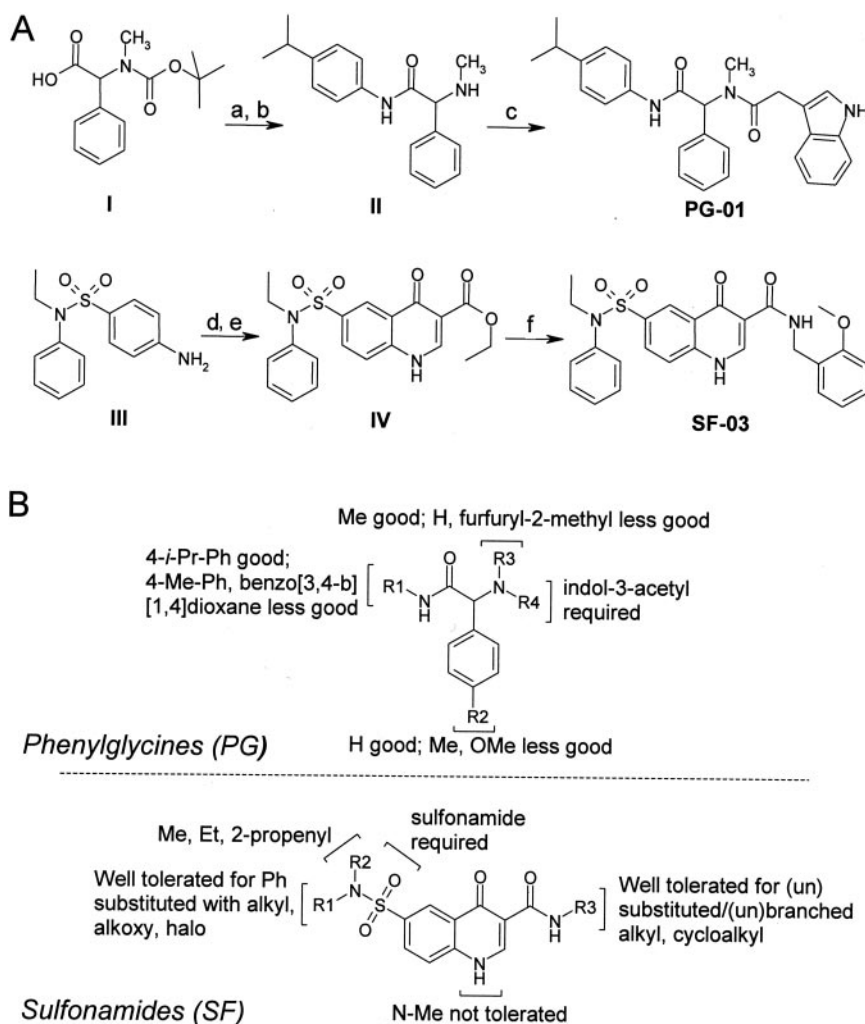 A
O
CH3
HO
N
O
O
I
a, b
O
CH3
N
H
NH
II
c
O
CH3
N
H
N
O
NH
PG-01
O
O
S
N
NH2
III
d, e
O
O
S
N
O
O
O
N
H
IV
f
O
O
S
N
O
O
N
H
O
N
H
SF-03
B
Me good; H, furfuryl-2-methyl less good
4-i-Pr-Ph good;
4-Me-Ph, benzo[3,4-b]
[1,4]dioxane less good
R1
N
H
O
R3
N
R4
indol-3-acetyl
required
R2
Phenylglycines (PG)
H good; Me, OMe less good
Me, Et, 2-propenyl
sulfonamide
required
Well tolerated for Ph
substituted with alkyl,
alkoxy, halo
R2
R1
N
O
O
S
O
O
N
H
R3
N
H
Well tolerated for (un)
substituted/(un)branched
alkyl, cycloalkyl
Sulfonamides (SF)
N-Me not tolerated